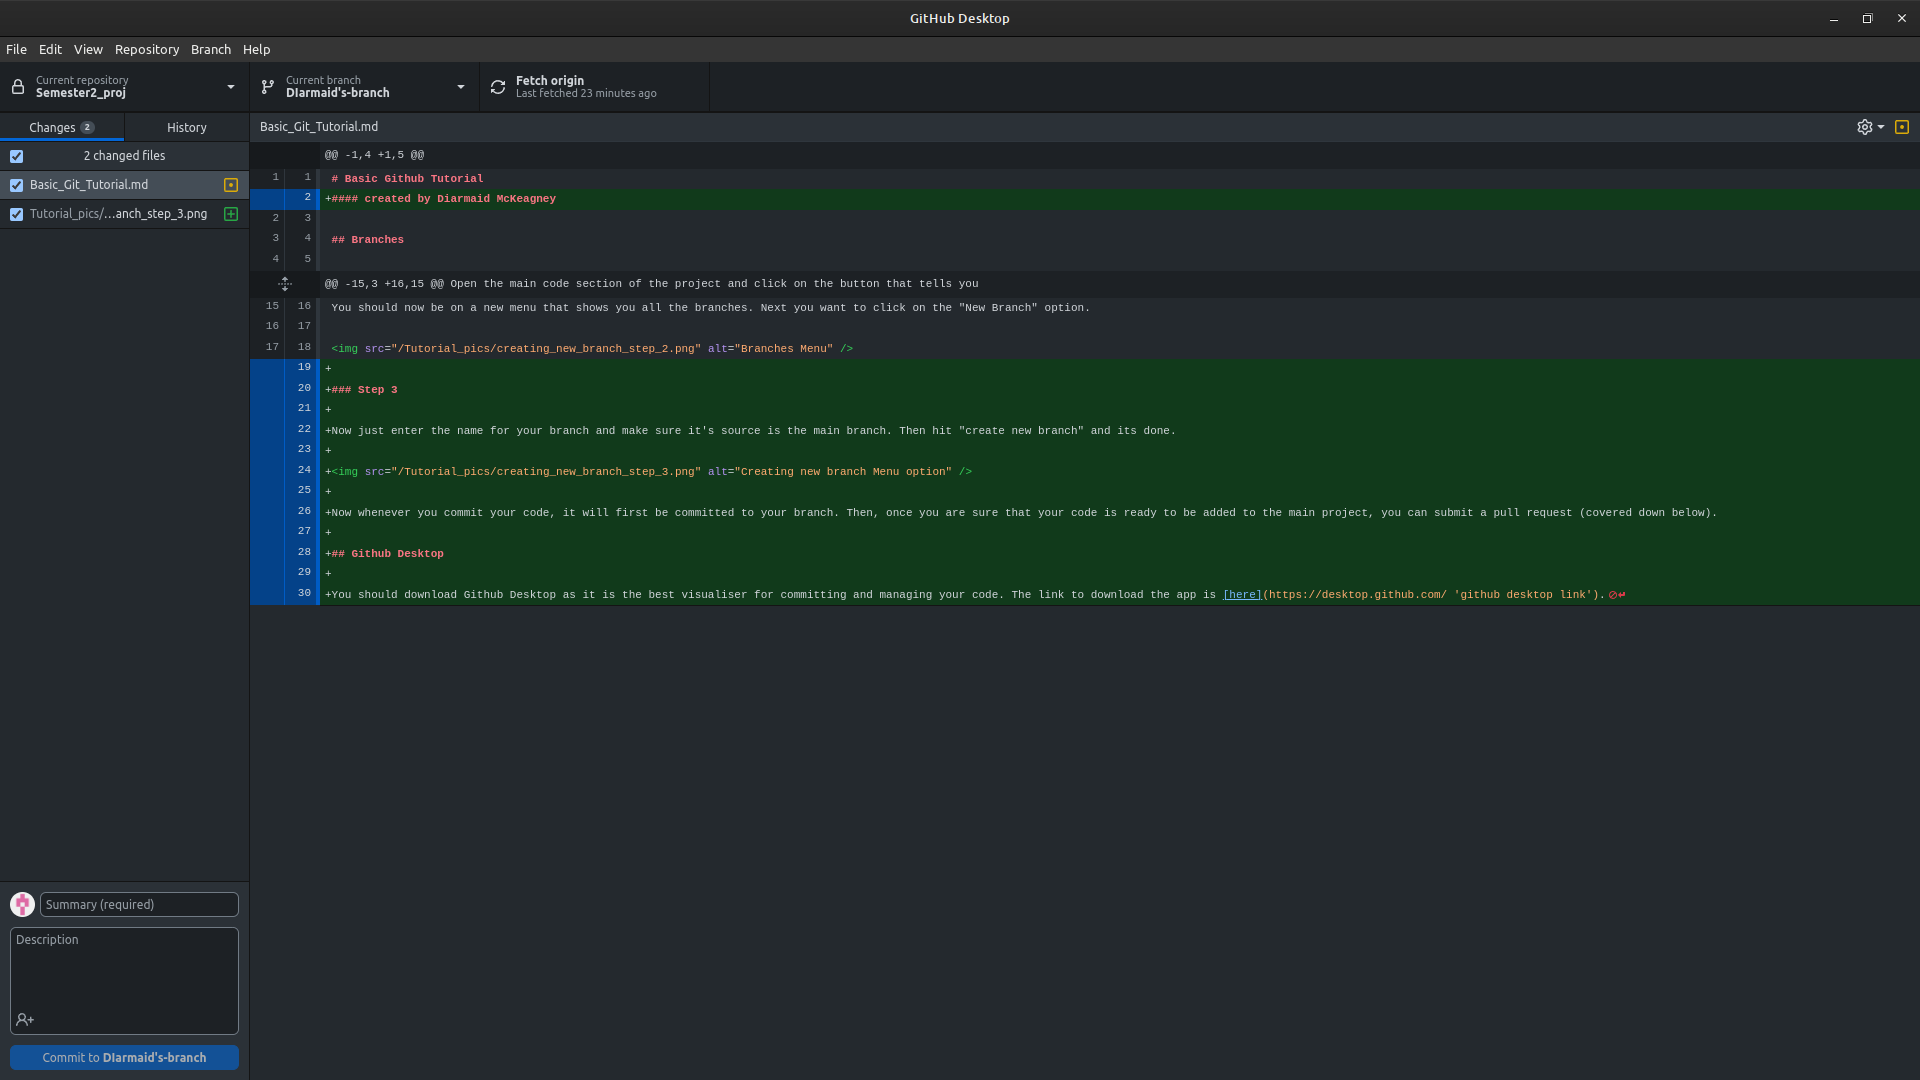 GitHub Desktop
File Edit View Repository Branch Help
Current repository
Semester2_proj
Current branch
DIarmaid's-branch
Fetch origin
Last fetched 23 minutes ago
Changes 2
History
Basic_Git_Tutorial.md
2 changed files
Basic_Git_Tutorial.md
Tutorial_pics/...anch_step_3.png
@@ -1,4 +1,5 @@
1 1 # Basic Github Tutorial
2 +#### created by Diarmaid McKeagney
2 3
3 4 ## Branches
4 5
@@ -15,3 +16,15 @@ Open the main code section of the project and click on the button that tells you
15 16 You should now be on a new menu that shows you all the branches. Next you want to click on the "New Branch" option.
16 17
17 18 <img src="/Tutorial_pics/creating_new_branch_step_2.png" alt="Branches Menu" />
19 +
20 +### Step 3
21 +
22 +Now just enter the name for your branch and make sure it's source is the main branch. Then hit "create new branch" and its done.
23 +
24 +<img src="/Tutorial_pics/creating_new_branch_step_3.png" alt="Creating new branch Menu option" />
25 +
26 +Now whenever you commit your code, it will first be committed to your branch. Then, once you are sure that your code is ready to be added to the main project, you can submit a pull request (covered down below).
27 +
28 +## Github Desktop
29 +
30 +You should download Github Desktop as it is the best visualiser for committing and managing your code. The link to download the app is [here](https://desktop.github.com/ 'github desktop link').
Summary (required)
Description
Commit to DIarmaid's-branch